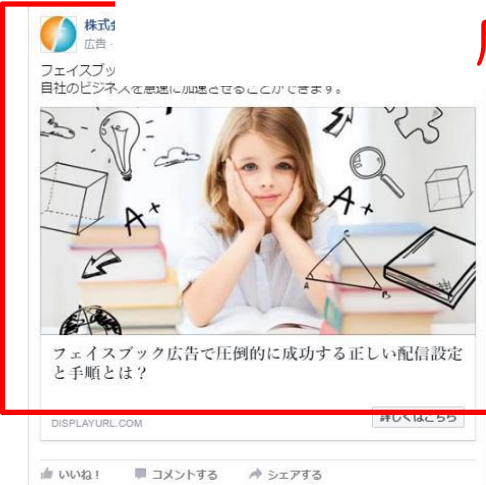 株式
広告 ·
フェイスブッ
自社のビジネスを急速に加速させることができます。
A+
A+
C
A
B
フェイスブック広告で圧倒的に成功する正しい配信設定
と手順とは？
DISPLAYURL.COM
詳しくはこちら
いいね！ コメントする シェアする